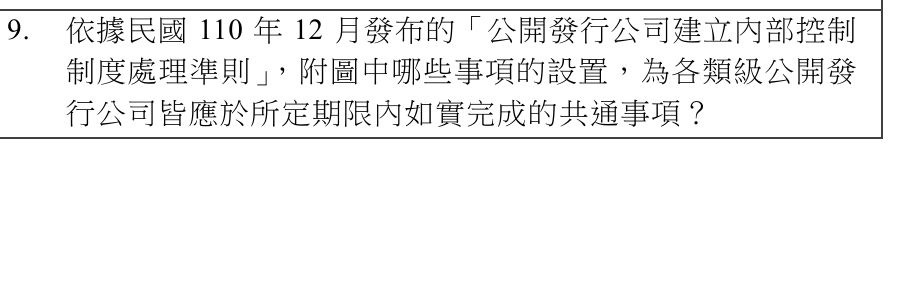 9. 依據民國 110 年 12 月發布的「公開發行公司建立內部控制
制度處理準則」,附圖中哪些事項的設置,為各類級公開發
行公司皆應於所定期限內如實完成的共通事項?